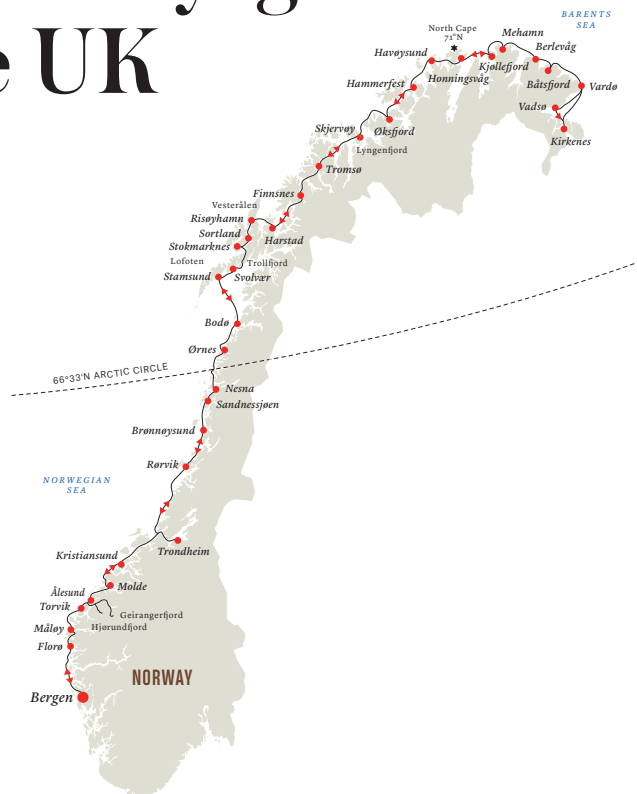 UK
BARENTS
SEA
North Cape
71°N
Mehamn
Berlevåg
Havøysund
Kjøllefjord
Honningsvåg
Båtsfjord
Vardø
Hammerfest
Vadsø
Øksfjord
Kirkenes
Skjervøy
Lyngenfjord
Tromsø
Finnsnes
Vesterålen
Risøyhamn
Sortland
Harstad
Stokmarknes
Lofoten
Trollfjord
Stamsund
Svolvær
Bodø
Ørnes
66°33'N ARCTIC CIRCLE
Nesna
Sandnessjøen
Brønnøysund
Rørvik
NORWEGIAN
SEA
Trondheim
Kristiansund
Molde
Ålesund
Torvik
Geirangerfjord
Hjørundfjord
Måløy
Florø
NORWAY
Bergen